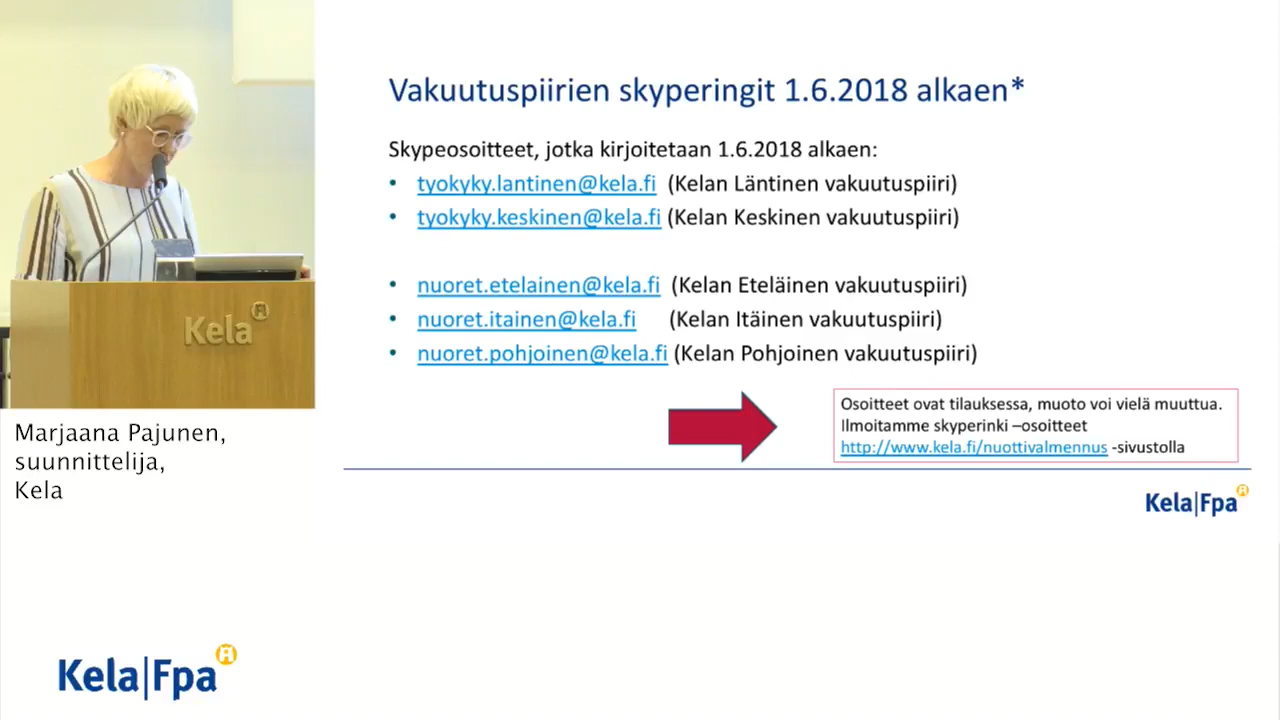 Vakuutuspiirien skyperingit 1.6.2018 alkaen*
Skypeosoitteet, jotka kirjoitetaan 1.6.2018 alkaen:
• tyokyky.lantinen@kela.fi (Kelan Läntinen vakuutuspiiri)
• tyokyky.keskinen@kela.fi (Kelan Keskinen vakuutuspiiri)
• nuoret.etelainen@kela.fi (Kelan Eteläinen vakuutuspiiri)
• nuoret.itainen@kela.fi (Kelan Itäinen vakuutuspiiri)
• nuoret.pohjoinen@kela.fi (Kelan Pohjoinen vakuutuspiiri)
Osoitteet ovat tilauksessa, muoto voi vielä muuttua.
Ilmoitamme skyperinki –osoitteet
http://www.kela.fi/nuottivalmennus -sivustolla
Kela|Fpa
Kela
Marjaana Pajunen,
suunnittelija,
Kela
Kela|Fpa